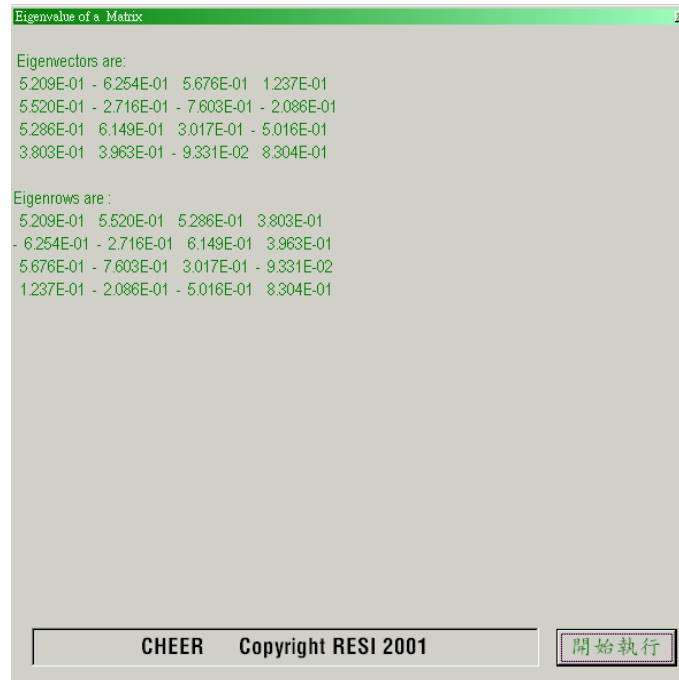 Eigenvalue of a Matrix
Eigenvectors are:
5.209E-01 - 6.254E-01 5.676E-01 1.237E-01
5.520E-01 - 2.716E-01 - 7.603E-01 - 2.086E-01
5.286E-01 6.149E-01 3.017E-01 - 5.016E-01
3.803E-01 3.963E-01 - 9.331E-02 8.304E-01
Eigenrows are :
5.209E-01 5.520E-01 5.286E-01 3.803E-01
- 6.254E-01 - 2.716E-01 6.149E-01 3.963E-01
5.676E-01 - 7.603E-01 3.017E-01 - 9.331E-02
1.237E-01 - 2.086E-01 - 5.016E-01 8.304E-01
CHEER Copyright RESI 2001
開始執行